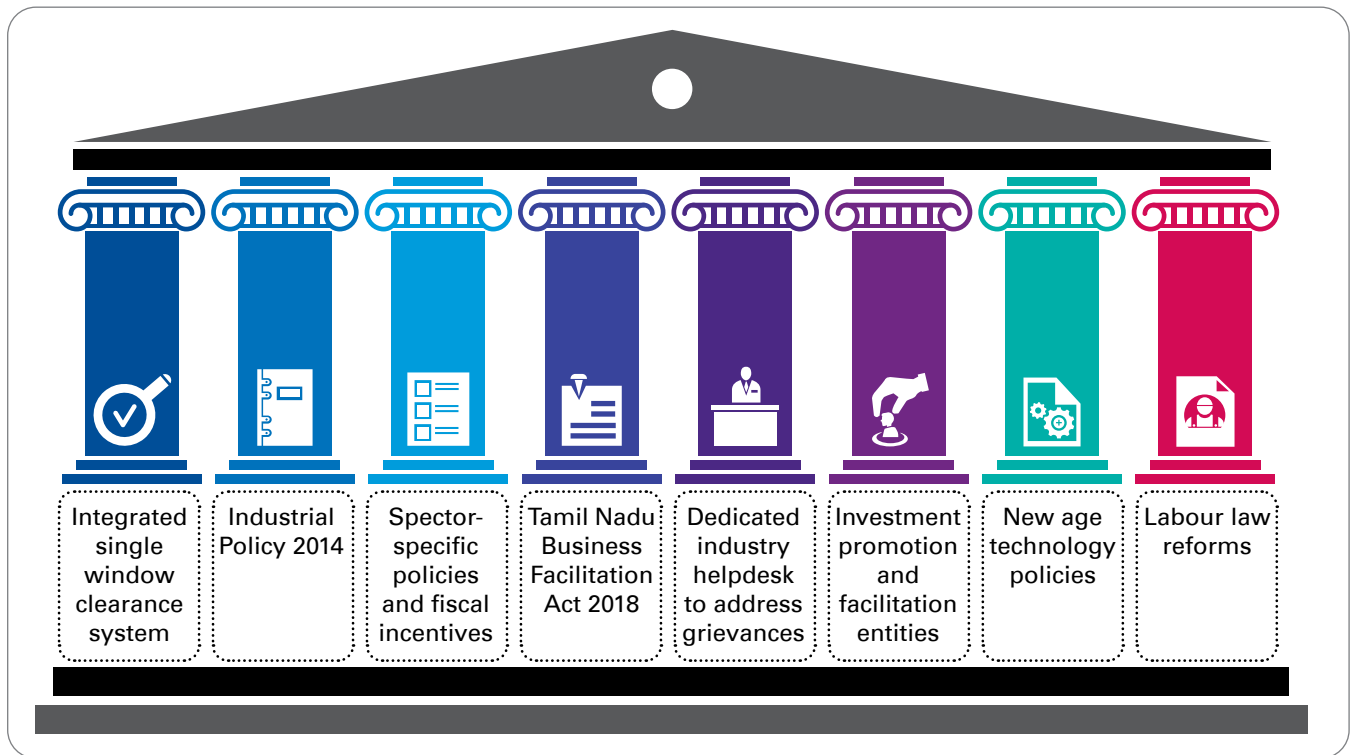 Integrated
single
window
clearance
system
Industrial
Policy 2014
Spector-
specific
policies
and fiscal
incentives
Tamil Nadu
Business
Facilitation
Act 2018
Dedicated
industry
helpdesk
to address
grievances
Investment
promotion
and
facilitation
entities
New age
technology
policies
Labour law
reforms